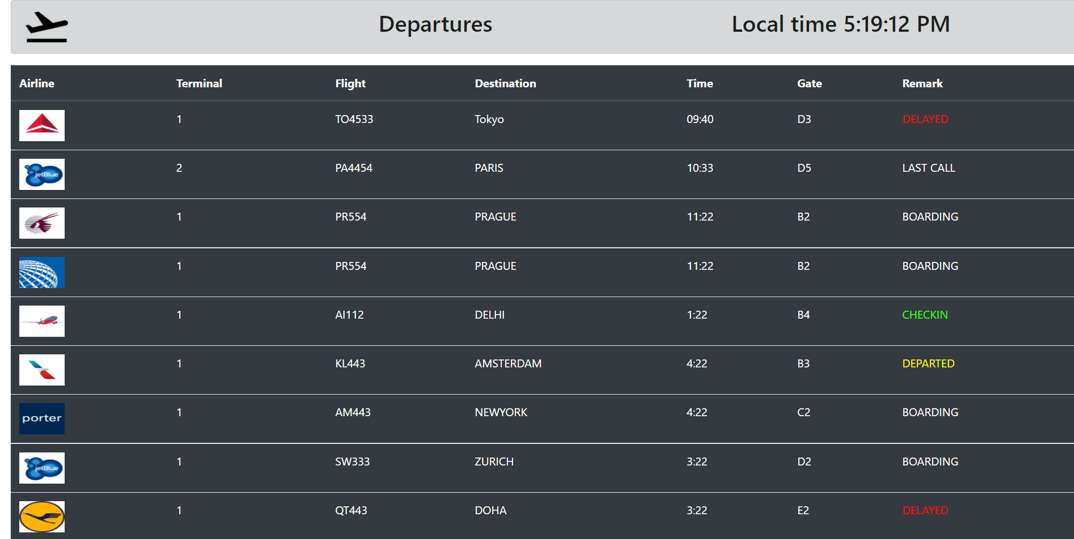 Departures Local time 5:19:12 PM
Airline Terminal Flight Destination Time Gate Remark
1 TO4533 Tokyo 09:40 D3 DELAYED
jetBlue 2 PA4454 PARIS 10:33 D5 LAST CALL
1 PR554 PRAGUE 11:22 B2 BOARDING
1 PR554 PRAGUE 11:22 B2 BOARDING
1 AI112 DELHI 1:22 B4 CHECKIN
1 KL443 AMSTERDAM 4:22 B3 DEPARTED
porter 1 AM443 NEWYORK 4:22 C2 BOARDING
jetBlue 1 SW333 ZURICH 3:22 D2 BOARDING
1 QT443 DOHA 3:22 E2 DELAYED